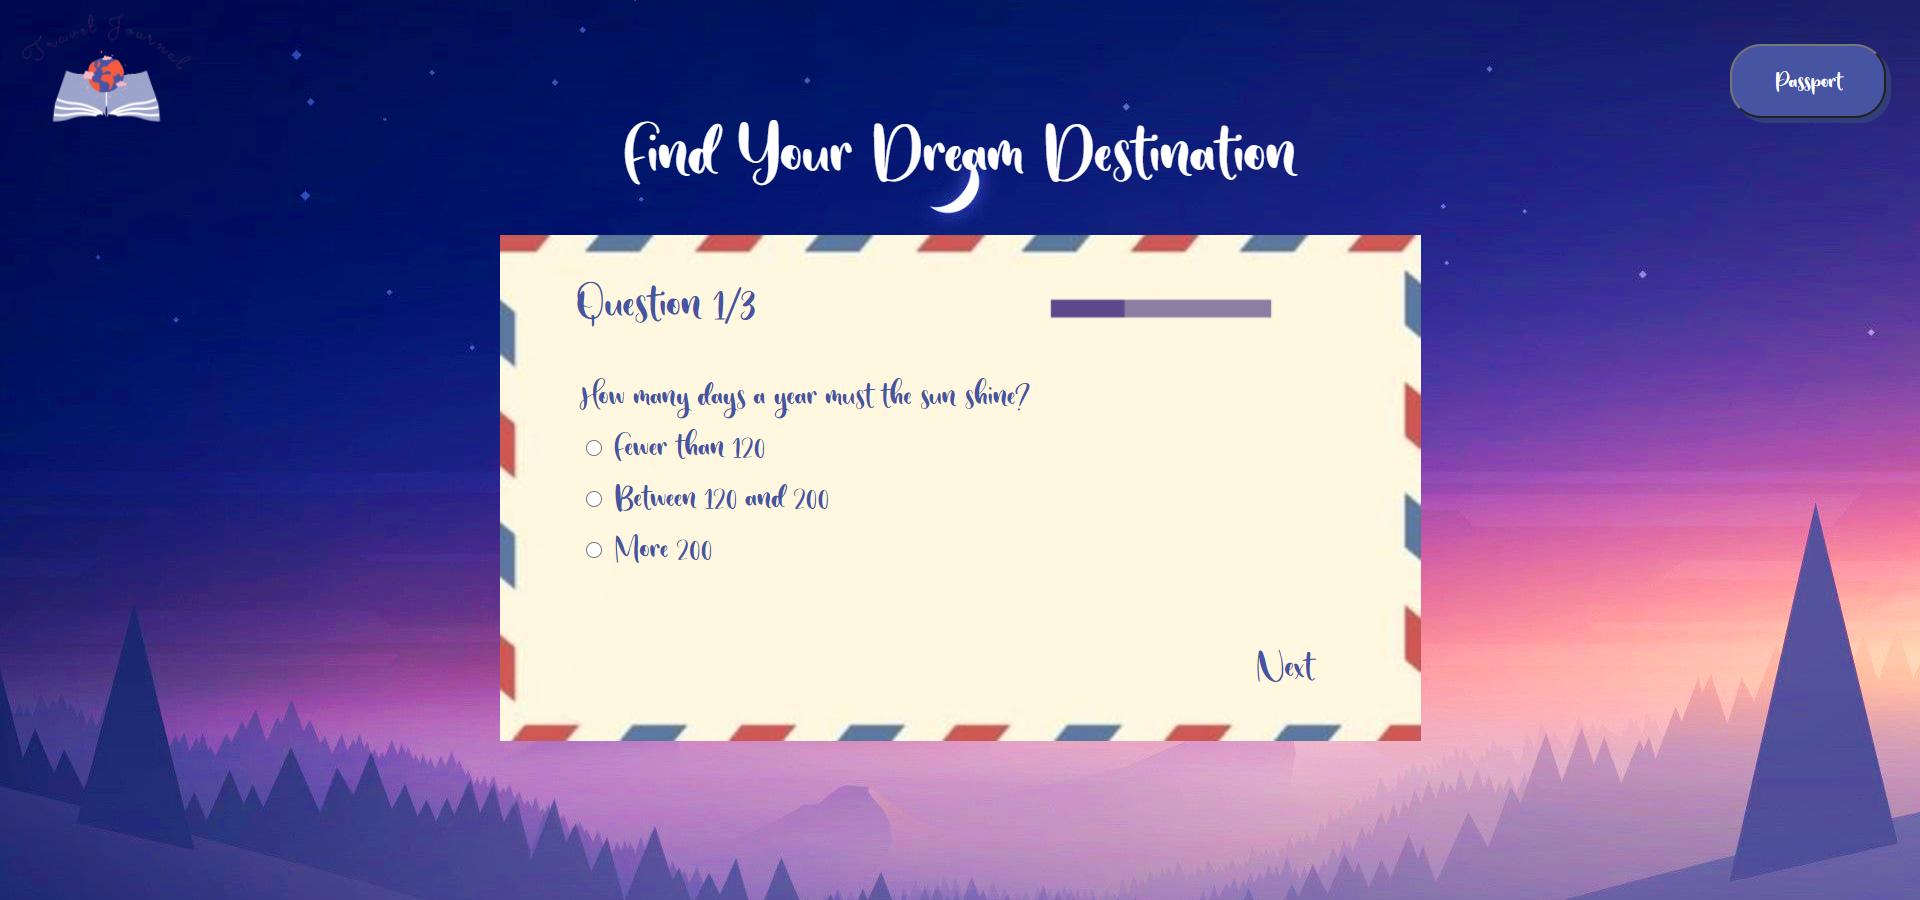 Travel Journal
Passport
Find Your Dream Destination
Question 1/3
How many days a year must the sun shine?
Fewer than 120
Between 120 and 200
More 200
Next